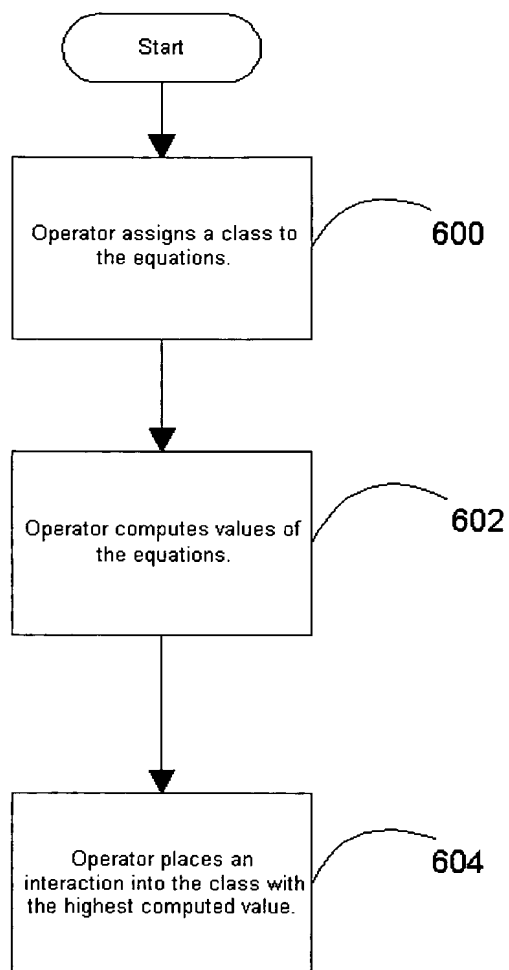 Start
Operator assigns a class to
the equations.
600
Operator computes values of
the equations.
602
Operator places an
interaction into the class with
the highest computed value.
604